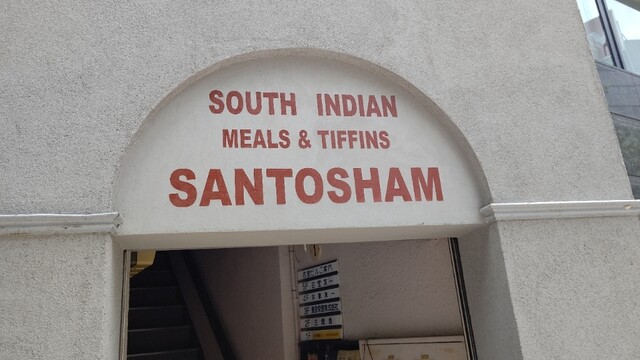 SOUTH INDIAN
MEALS & TIFFINS
SANTOSHAM